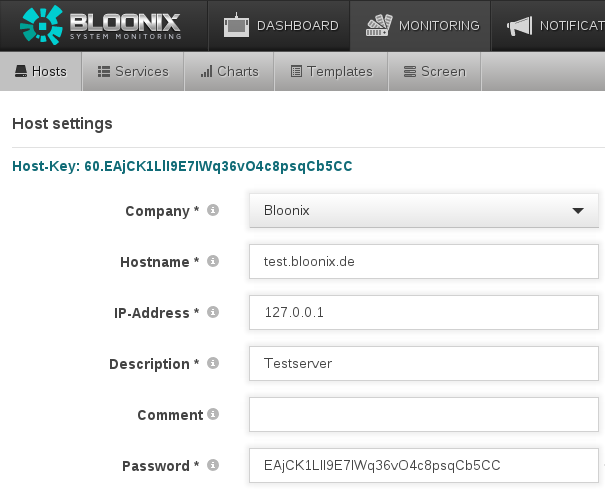 BLOONIX
SYSTEM MONITORING
DASHBOARD
MONITORING
NOTIFICAT
Hosts
Services
Charts
Templates
Screen
Host settings
Host-Key: 60.EAjCK1LlI9E7IWq36vO4c8psqCb5CC
Company *
Bloonix
Hostname *
test.bloonix.de
IP-Address *
127.0.0.1
Description *
Testserver
Comment
Password *
EAjCK1LlI9E7IWq36vO4c8psqCb5CC